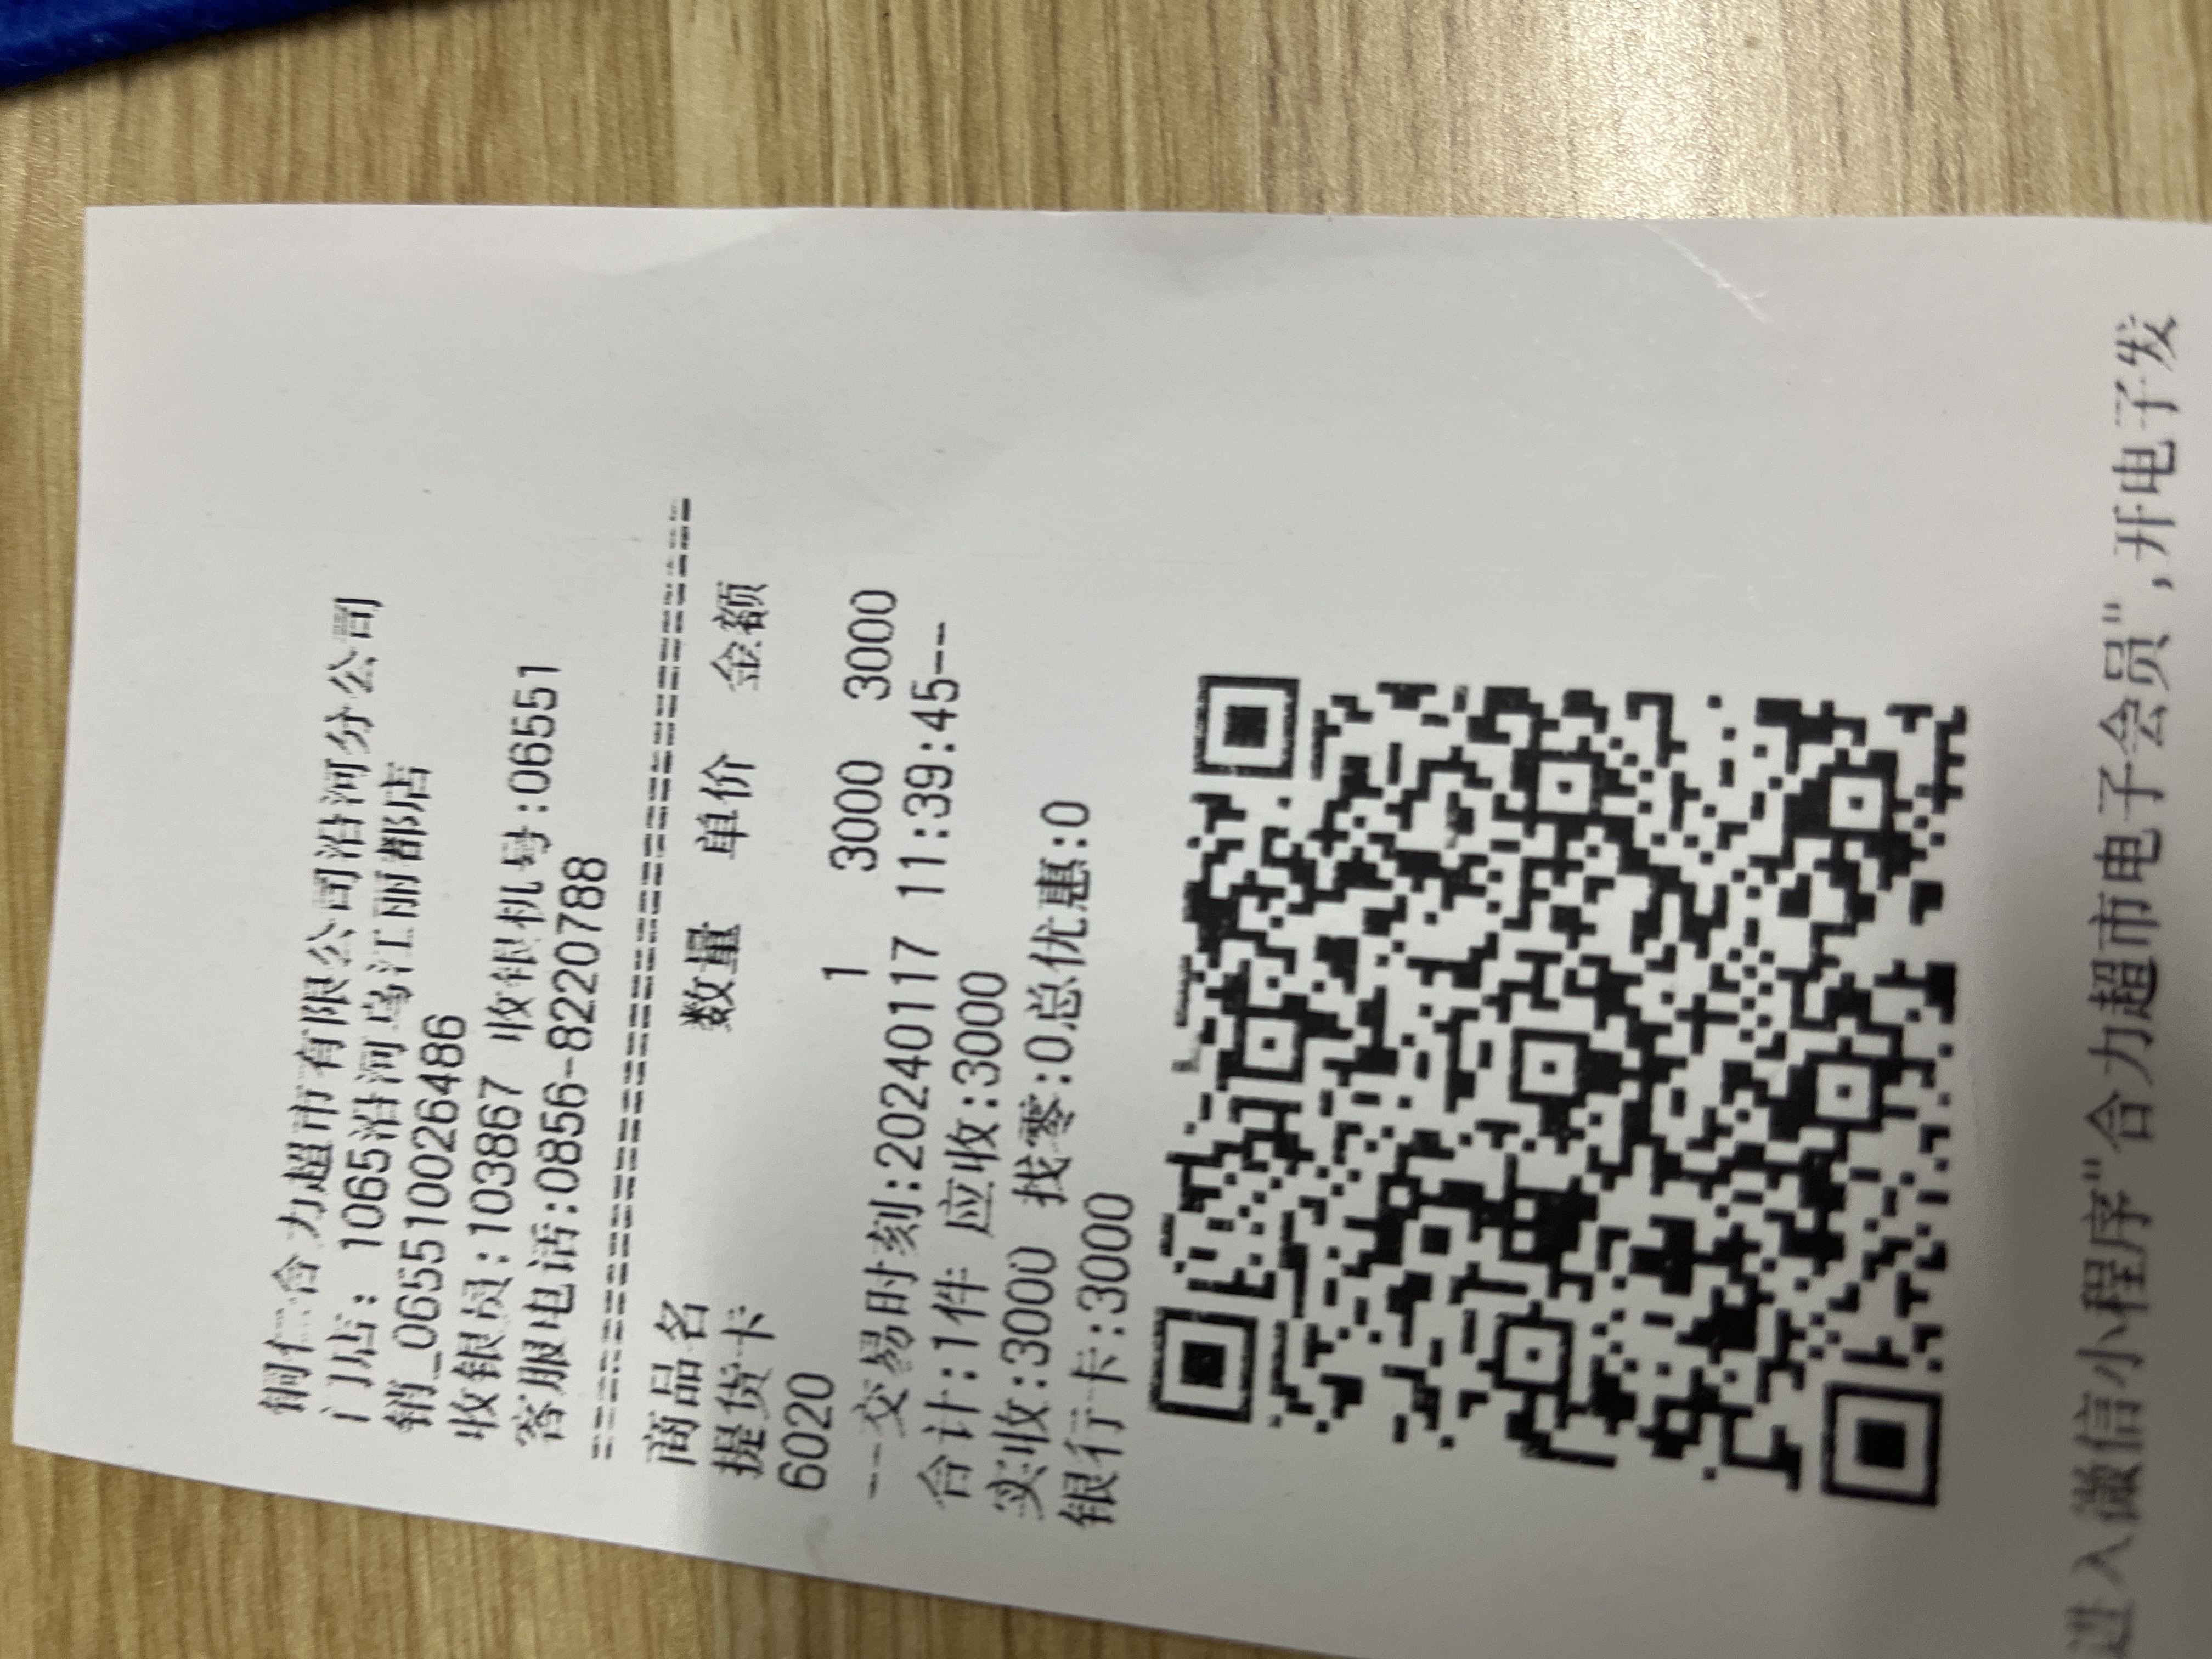 铜仁合力超市有限公司沿河分公司
门店: 1065沿河乌江丽都店
销_065510026486
收银员:103867 收银机号:06551
客服电话:0856-8220788
================================
商品名 数量 单价 金额
提货卡
6020 1 3000 3000
---交易时刻:20240117 11:39:45--
合计:1件 应收:3000
实收:3000 找零:0总优惠:0
银行卡:3000
进入微信小程序"合力超市电子会员",开电子发